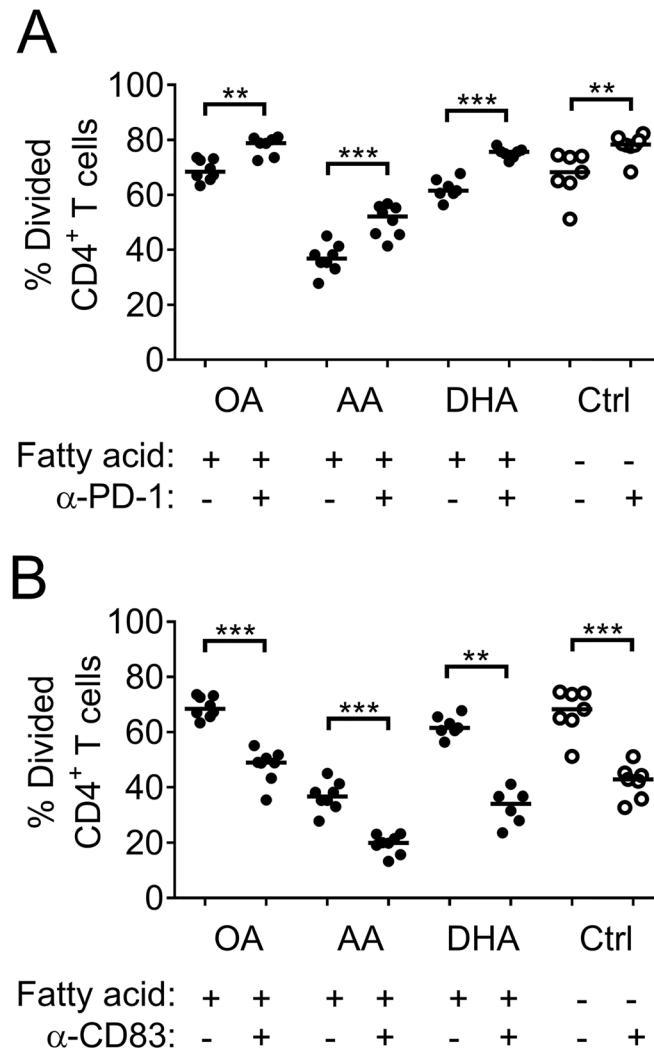 A
% Divided
CD4+ T cells
100
80
60
40
20
0
** *** *** **
OA AA DHA Ctrl
Fatty acid: + + + + + + - -
α-PD-1: - + - + - + - +
B
% Divided
CD4+ T cells
100
80
60
40
20
0
*** *** ** ***
OA AA DHA Ctrl
Fatty acid: + + + + + + - -
α-CD83: - + - + - + - +